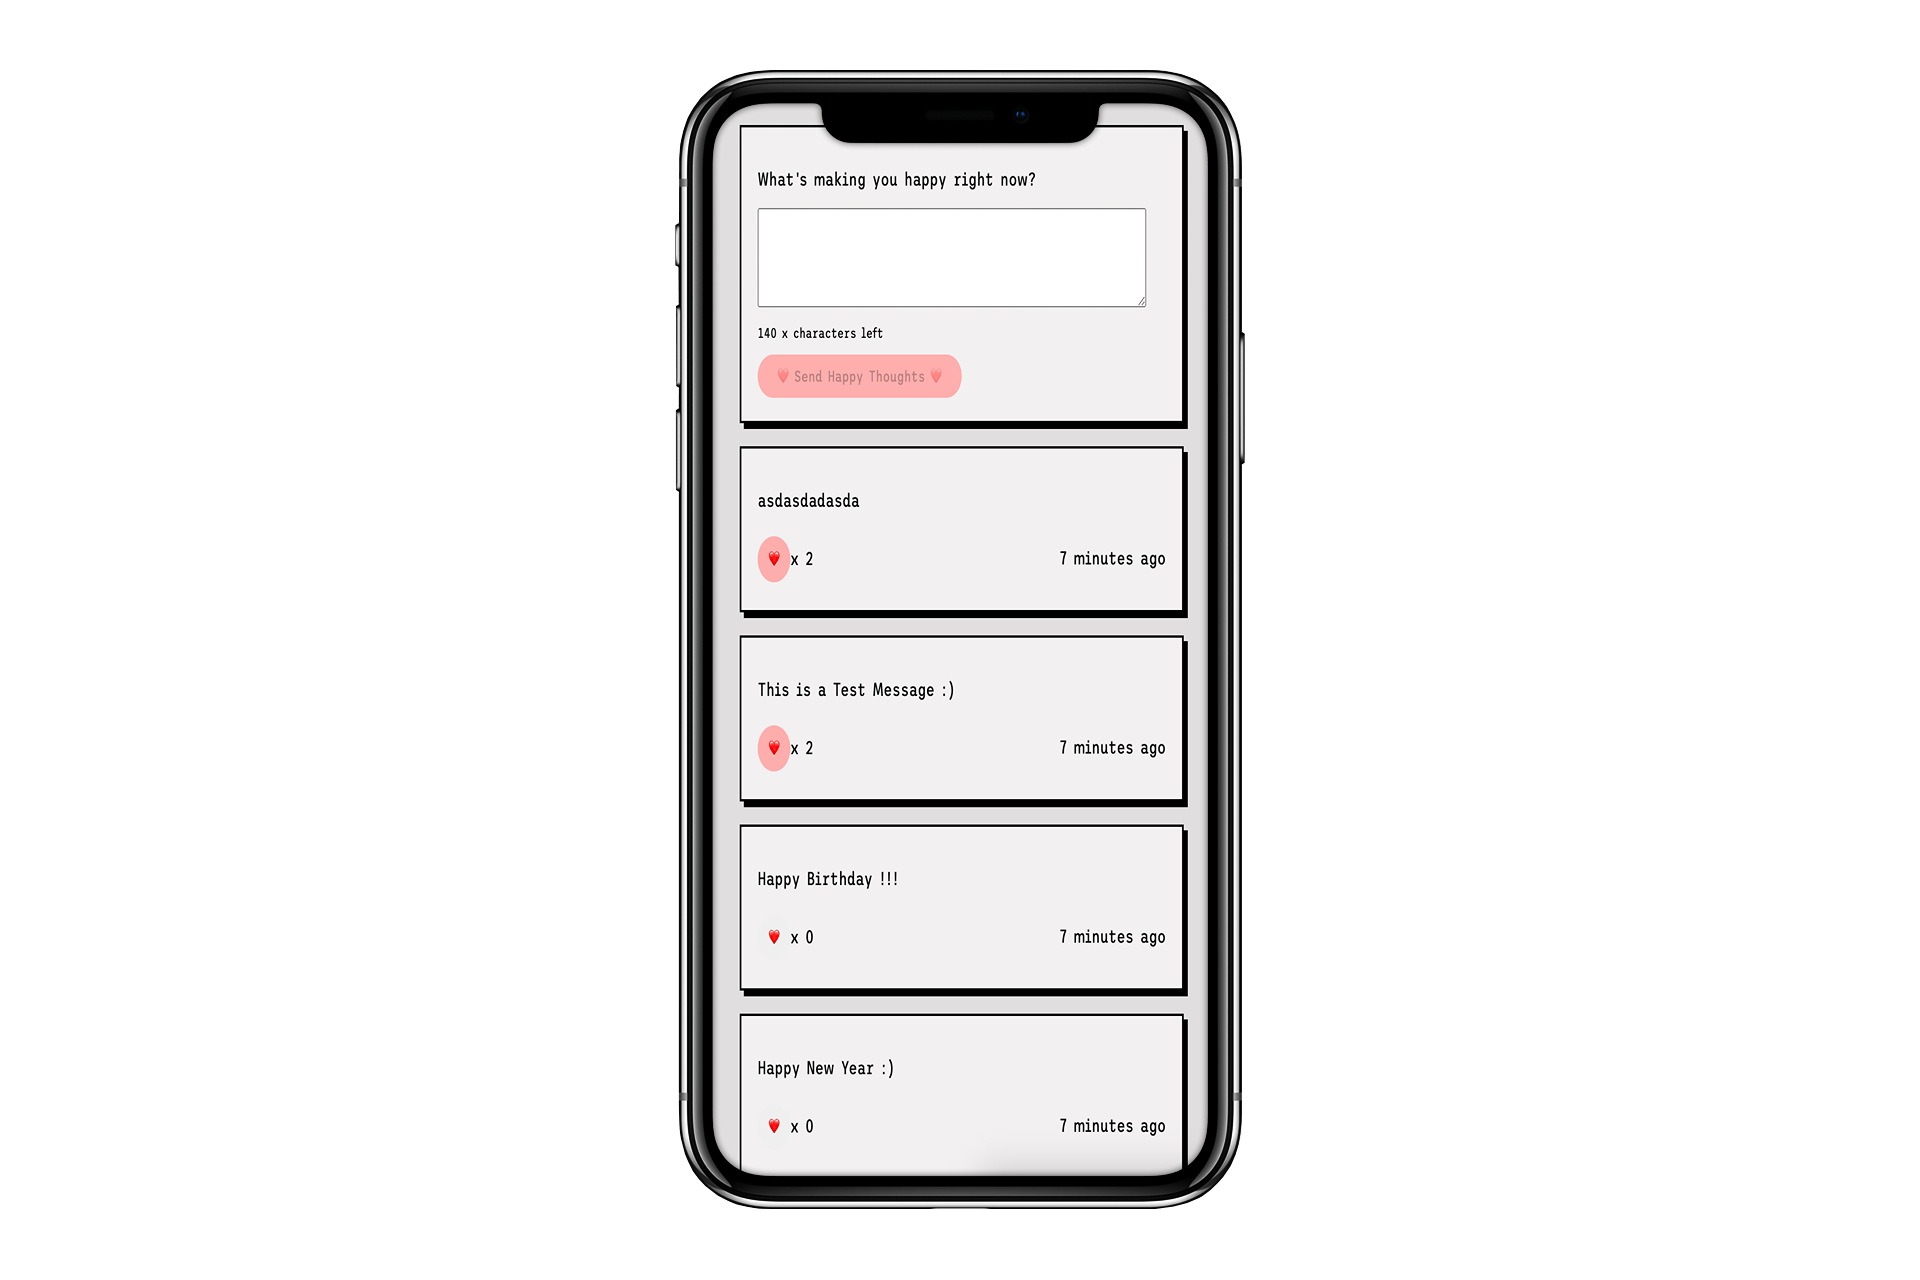 What's making you happy right now?
140 x characters left
❤️ Send Happy Thoughts ❤️
asdasdadasda
❤️ x 2 7 minutes ago
This is a Test Message :)
❤️ x 2 7 minutes ago
Happy Birthday !!!
❤️ x 0 7 minutes ago
Happy New Year :)
❤️ x 0 7 minutes ago